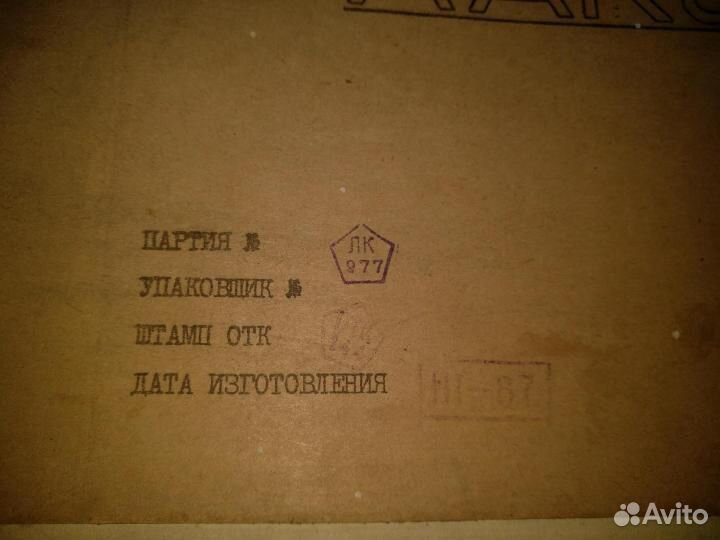 ПАРТИЯ №
ЛК
977
УПАКОВЩИК №
ШТАМП ОТК
ДАТА ИЗГОТОВЛЕНИЯ
Avito